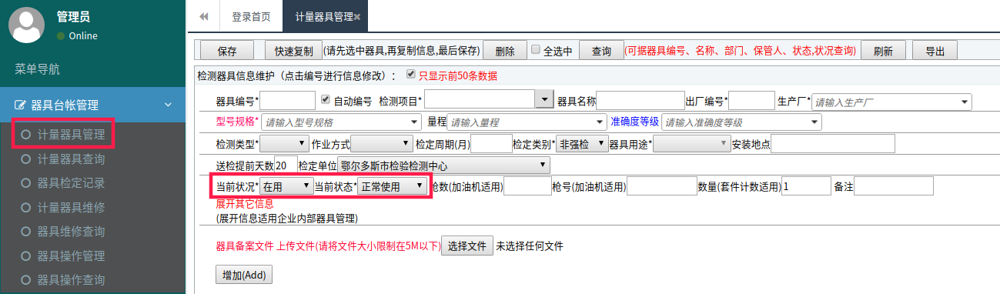 管理员
Online
菜单导航
器具台帐管理
计量器具管理
计量器具查询
器具检定记录
计量器具维修
器具维修查询
器具操作管理
器具操作查询
登录首页 计量器具管理
保存 快速复制 (请先选中器具,再复制信息,最后保存) 删除 全选中 查询 (可据器具编号、名称、部门、保管人、状态,状况查询) 刷新 导出
检测器具信息维护（点击编号进行信息修改）： 只显示前50条数据
器具编号* 自动编号 检测项目* 器具名称 出厂编号* 生产厂* 请输入生产厂
型号规格* 请输入型号规格 量程 请输入量程 准确度等级 请输入准确度等级
检测类型* 作业方式 检定周期(月) 检定类别* 非强检 器具用途* 安装地点
送检提前天数 20 检定单位 鄂尔多斯市检验检测中心
当前状况* 在用 当前状态* 正常使用 枪数(加油机适用) 枪号(加油机适用) 数量(套件计数适用) 1 备注
展开其它信息
(展开信息适用企业内部器具管理)
器具备案文件 上传文件(请将文件大小限制在5M以下) 选择文件 未选择任何文件
增加(Add)